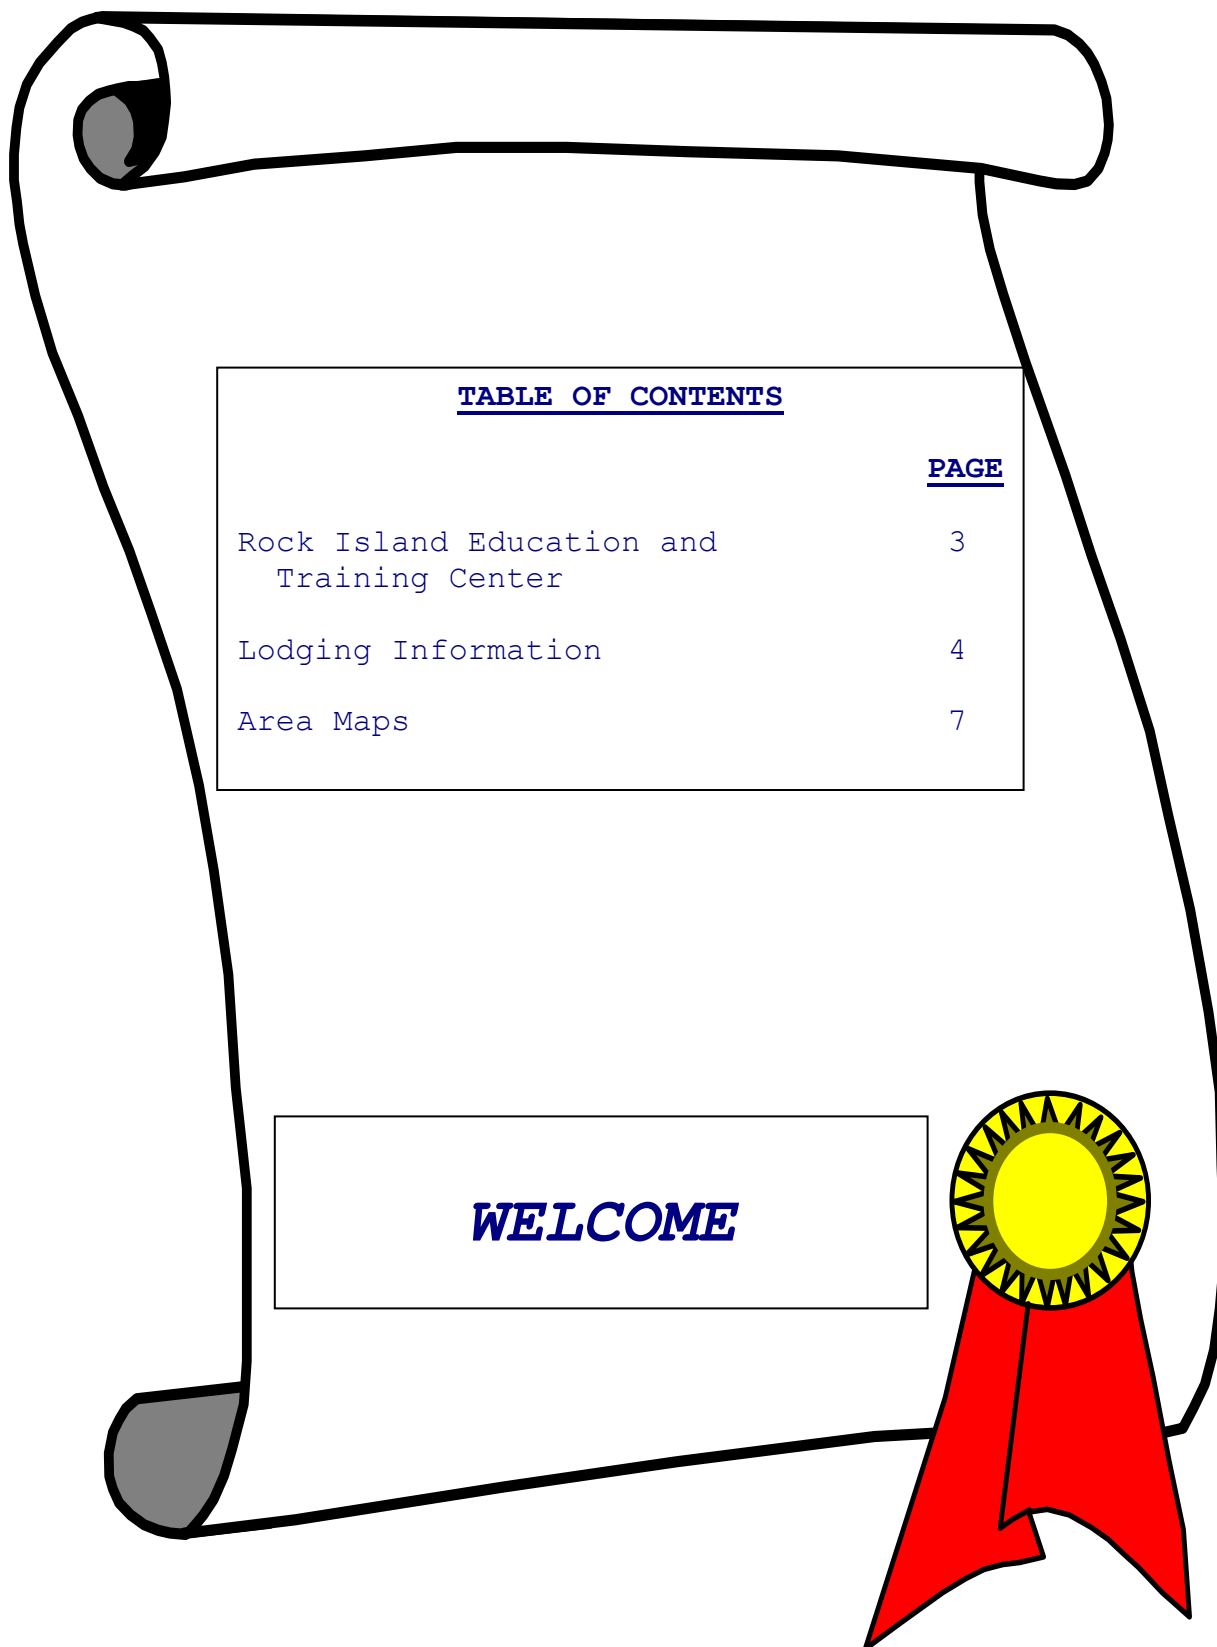 TABLE OF CONTENTS
PAGE
Rock Island Education and 3
Training Center
Lodging Information 4
Area Maps 7
WELCOME